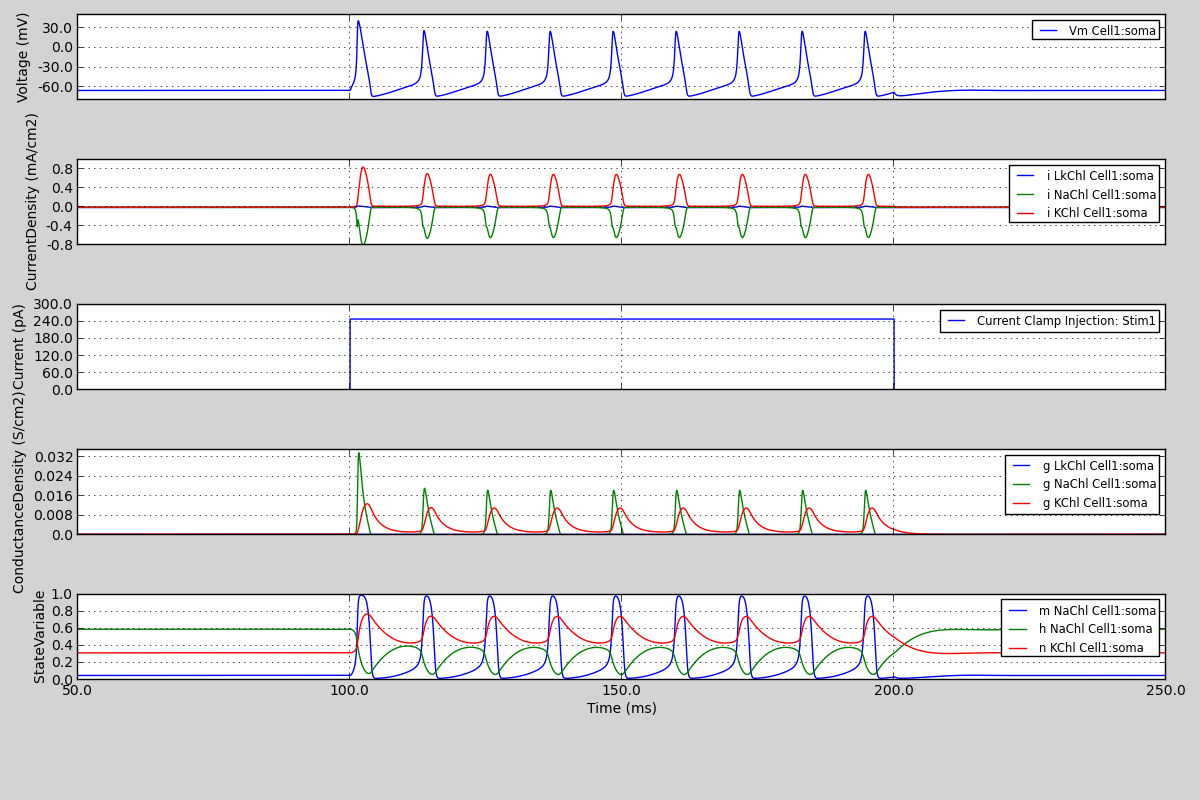 Voltage (mV)
30.0
0.0
-30.0
-60.0
Vm Cell1:soma
CurrentDensity (mA/cm2)
0.8
0.4
0.0
-0.4
-0.8
i LkChl Cell1:soma
i NaChl Cell1:soma
i KChl Cell1:soma
Current (pA)
300.0
240.0
180.0
120.0
60.0
0.0
Current Clamp Injection: Stim1
ConductanceDensity (S/cm2)
0.032
0.024
0.016
0.008
0.0
g LkChl Cell1:soma
g NaChl Cell1:soma
g KChl Cell1:soma
StateVariable
1.0
0.8
0.6
0.4
0.2
0.0
m NaChl Cell1:soma
h NaChl Cell1:soma
n KChl Cell1:soma
50.0 100.0 150.0 200.0 250.0
Time (ms)